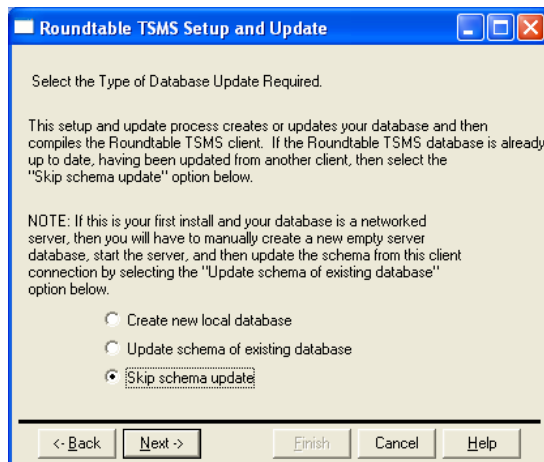 Roundtable TSMS Setup and Update
Select the Type of Database Update Required.
This setup and update process creates or updates your database and then
compiles the Roundtable TSMS client. If the Roundtable TSMS database is already
up to date, having been updated from another client, then select the
"Skip schema update" option below.
NOTE: If this is your first install and your database is a networked
server, then you will have to manually create a new empty server
database, start the server, and then update the schema from this client
connection by selecting the "Update schema of existing database"
option below.
Create new local database
Update schema of existing database
Skip schema update
<- Back Next -> Finish Cancel Help